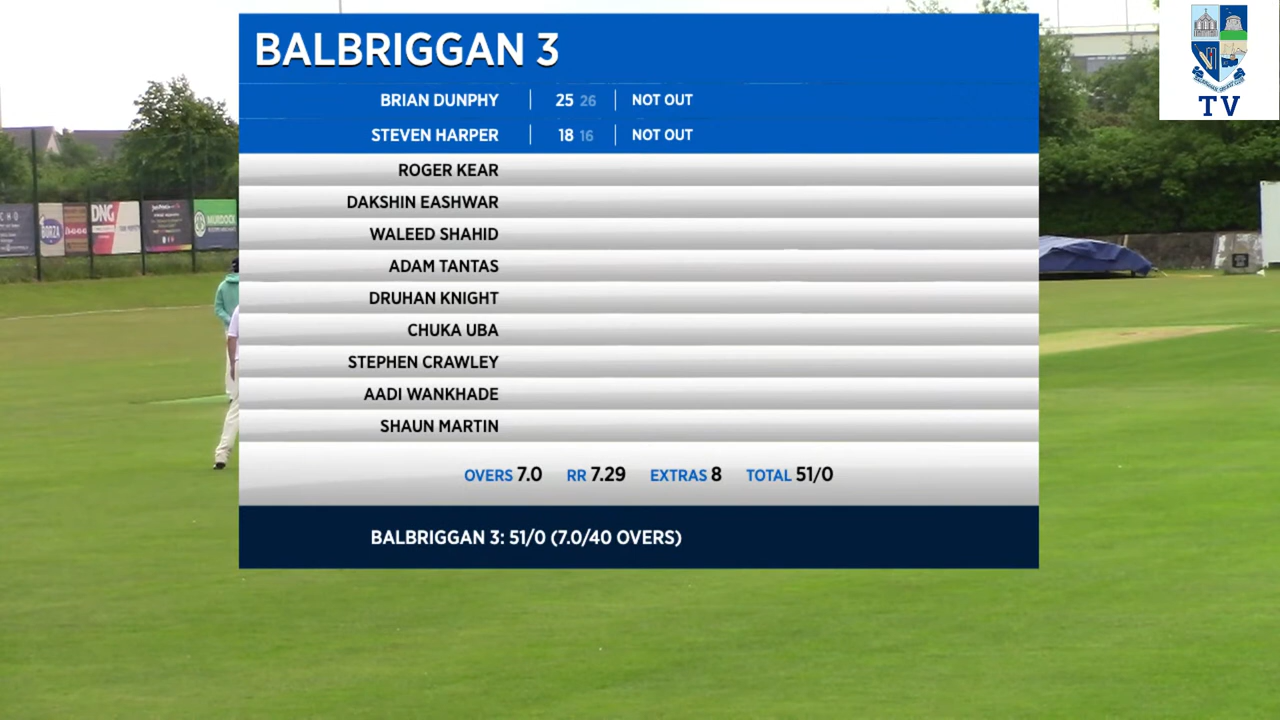 BALBRIGGAN 3
BRIAN DUNPHY 25 26 NOT OUT
STEVEN HARPER 18 16 NOT OUT
ROGER KEAR
DAKSHIN EASHWAR
WALEED SHAHID
ADAM TANTAS
DRUHAN KNIGHT
CHUKA UBA
STEPHEN CRAWLEY
AADI WANKHADE
SHAUN MARTIN
OVERS 7.0 RR 7.29 EXTRAS 8 TOTAL 51/0
BALBRIGGAN 3: 51/0 (7.0/40 OVERS)
TV
DNG
BORZA
MURDOCK